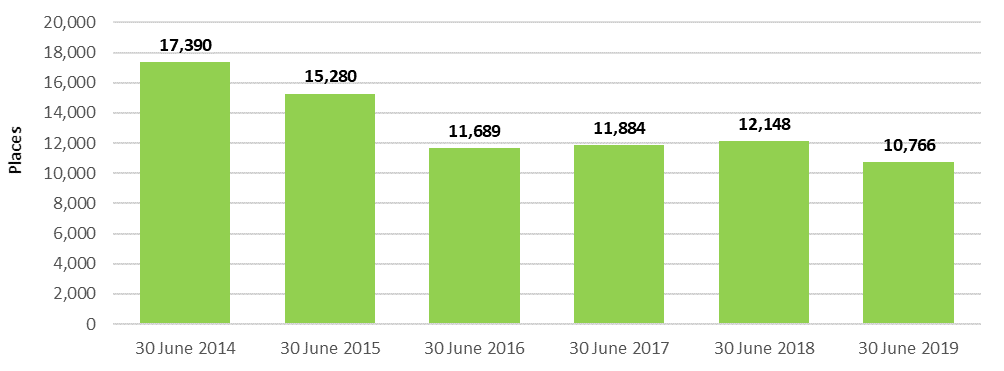 20,000
18,000
16,000
14,000
12,000
10,000
8,000
6,000
4,000
2,000
0
Places
17,390
15,280
11,689
11,884
12,148
10,766
30 June 2014
30 June 2015
30 June 2016
30 June 2017
30 June 2018
30 June 2019